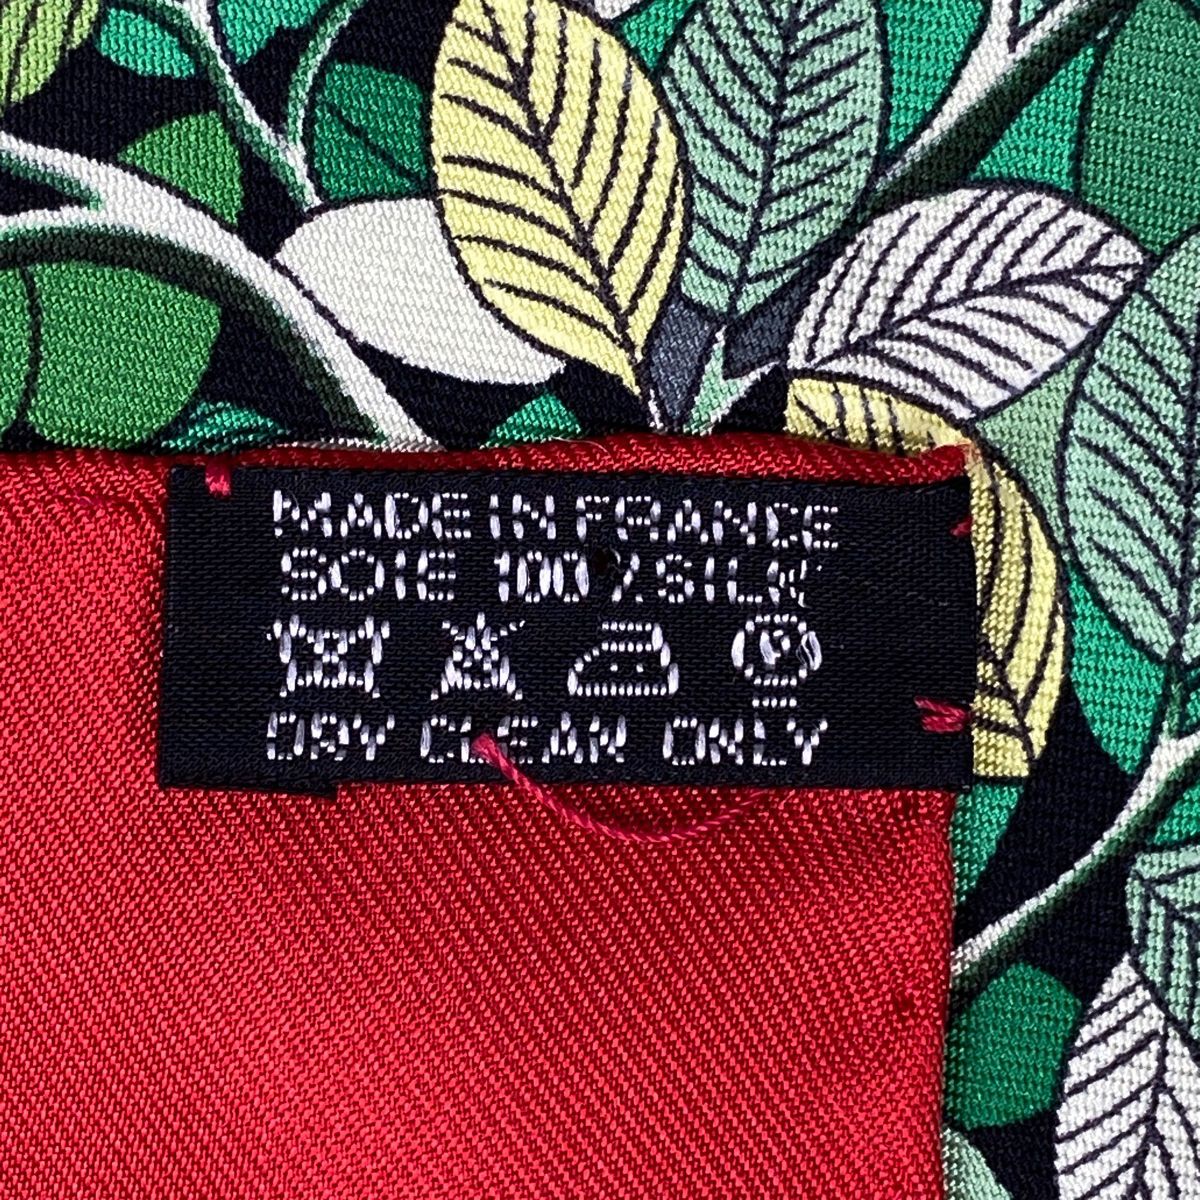 MADE IN FRANCE
SOIE 100% SILK
P
DRY CLEAN ONLY